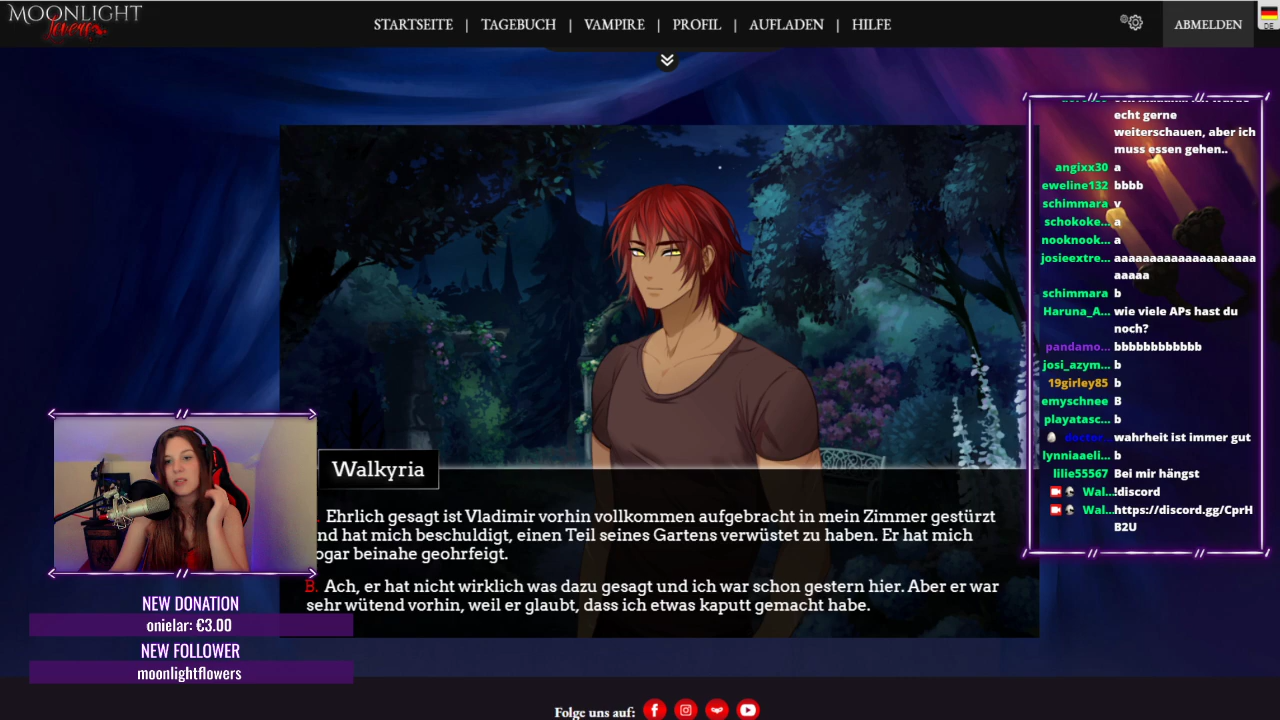 MOONLIGHT
lovers
STARTSEITE | TAGEBUCH | VAMPIRE | PROFIL | AUFLADEN | HILFE
ABMELDEN
DE
echt gerne
weiterschauen, aber ich
muss essen gehen..
angixx30 a
eweline132 bbbb
schimmara v
schokoke... a
nooknook... a
josieextre... aaaaaaaaaaaaaaaaaaaa
aaaaa
schimmara b
Haruna_A... wie viele APs hast du
noch?
pandamo... bbbbbbbbbbbb
josi_azym... b
19girley85 b
emyschnee B
playatasc... b
doctor... wahrheit ist immer gut
lynniaaeli... b
lilie55567 Bei mir hängst
Wal... !discord
Wal... https://discord.gg/CprH
B2U
Walkyria
Ehrlich gesagt ist Vladimir vorhin vollkommen aufgebracht in mein Zimmer gestürzt
nd hat mich beschuldigt, einen Teil seines Gartens verwüstet zu haben. Er hat mich
ogar beinahe geohrfeigt.
B. Ach, er hat nicht wirklich was dazu gesagt und ich war schon gestern hier. Aber er war
sehr wütend vorhin, weil er glaubt, dass ich etwas kaputt gemacht habe.
NEW DONATION
onielar: €3.00
NEW FOLLOWER
moonlightflowers
Folge uns auf: